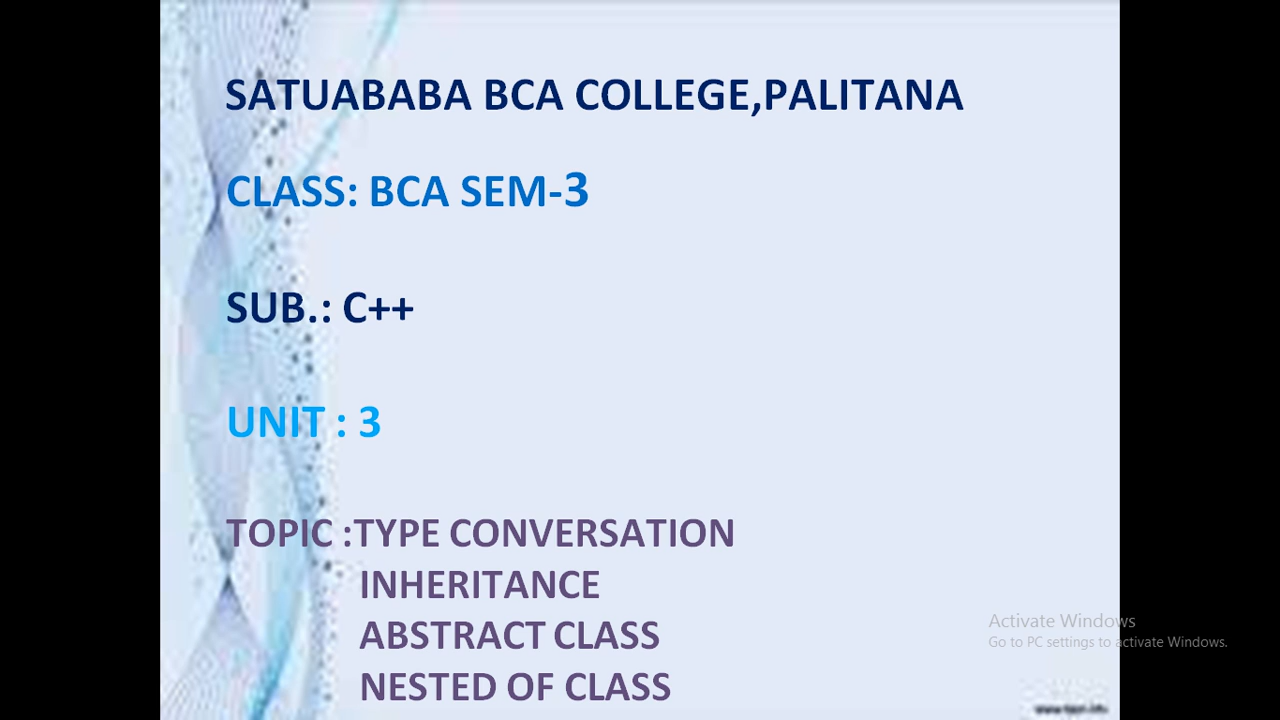 SATUABABA BCA COLLEGE,PALITANA
CLASS: BCA SEM-3
SUB.: C++
UNIT : 3
TOPIC :TYPE CONVERSATION
INHERITANCE
ABSTRACT CLASS
NESTED OF CLASS
Activate Windows
Go to PC settings to activate Windows.